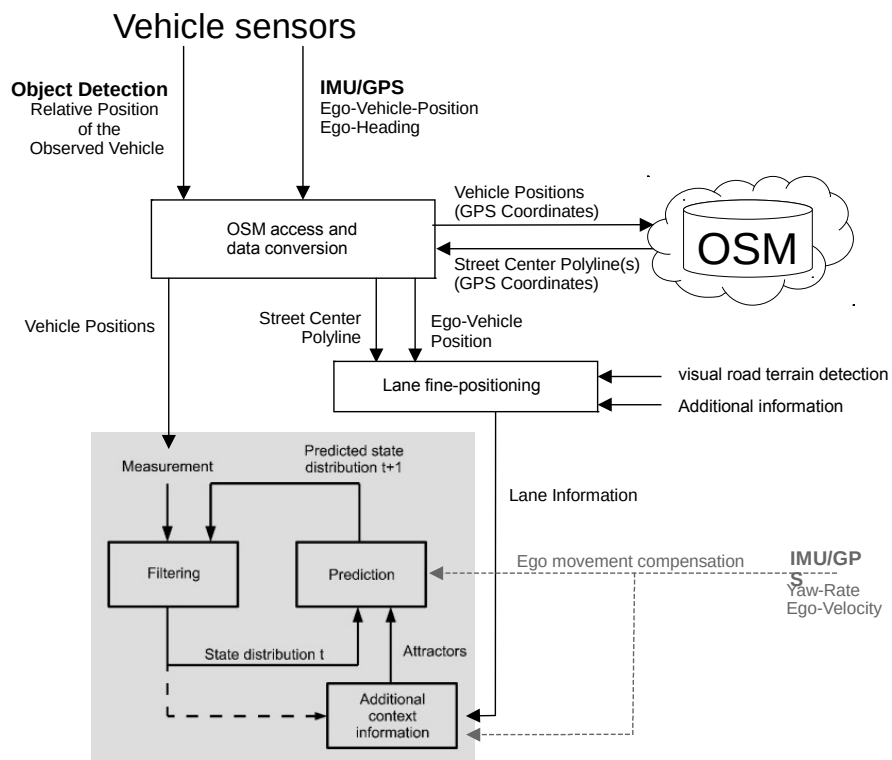 Vehicle sensors
Object Detection
Relative Position
of the
Observed Vehicle
IMU/GPS
Ego-Vehicle-Position
Ego-Heading
OSM access and
data conversion
Vehicle Positions
(GPS Coordinates)
OSM
Street Center Polyline(s)
(GPS Coordinates)
Vehicle Positions
Street Center
Polyline
Ego-Vehicle
Position
Lane fine-positioning
visual road terrain detection
Additional information
Measurement
Predicted state
distribution t+1
Lane Information
Filtering
Prediction
Ego movement compensation
IMU/GP
S
Yaw-Rate
Ego-Velocity
State distribution t
Attractors
Additional
context
information